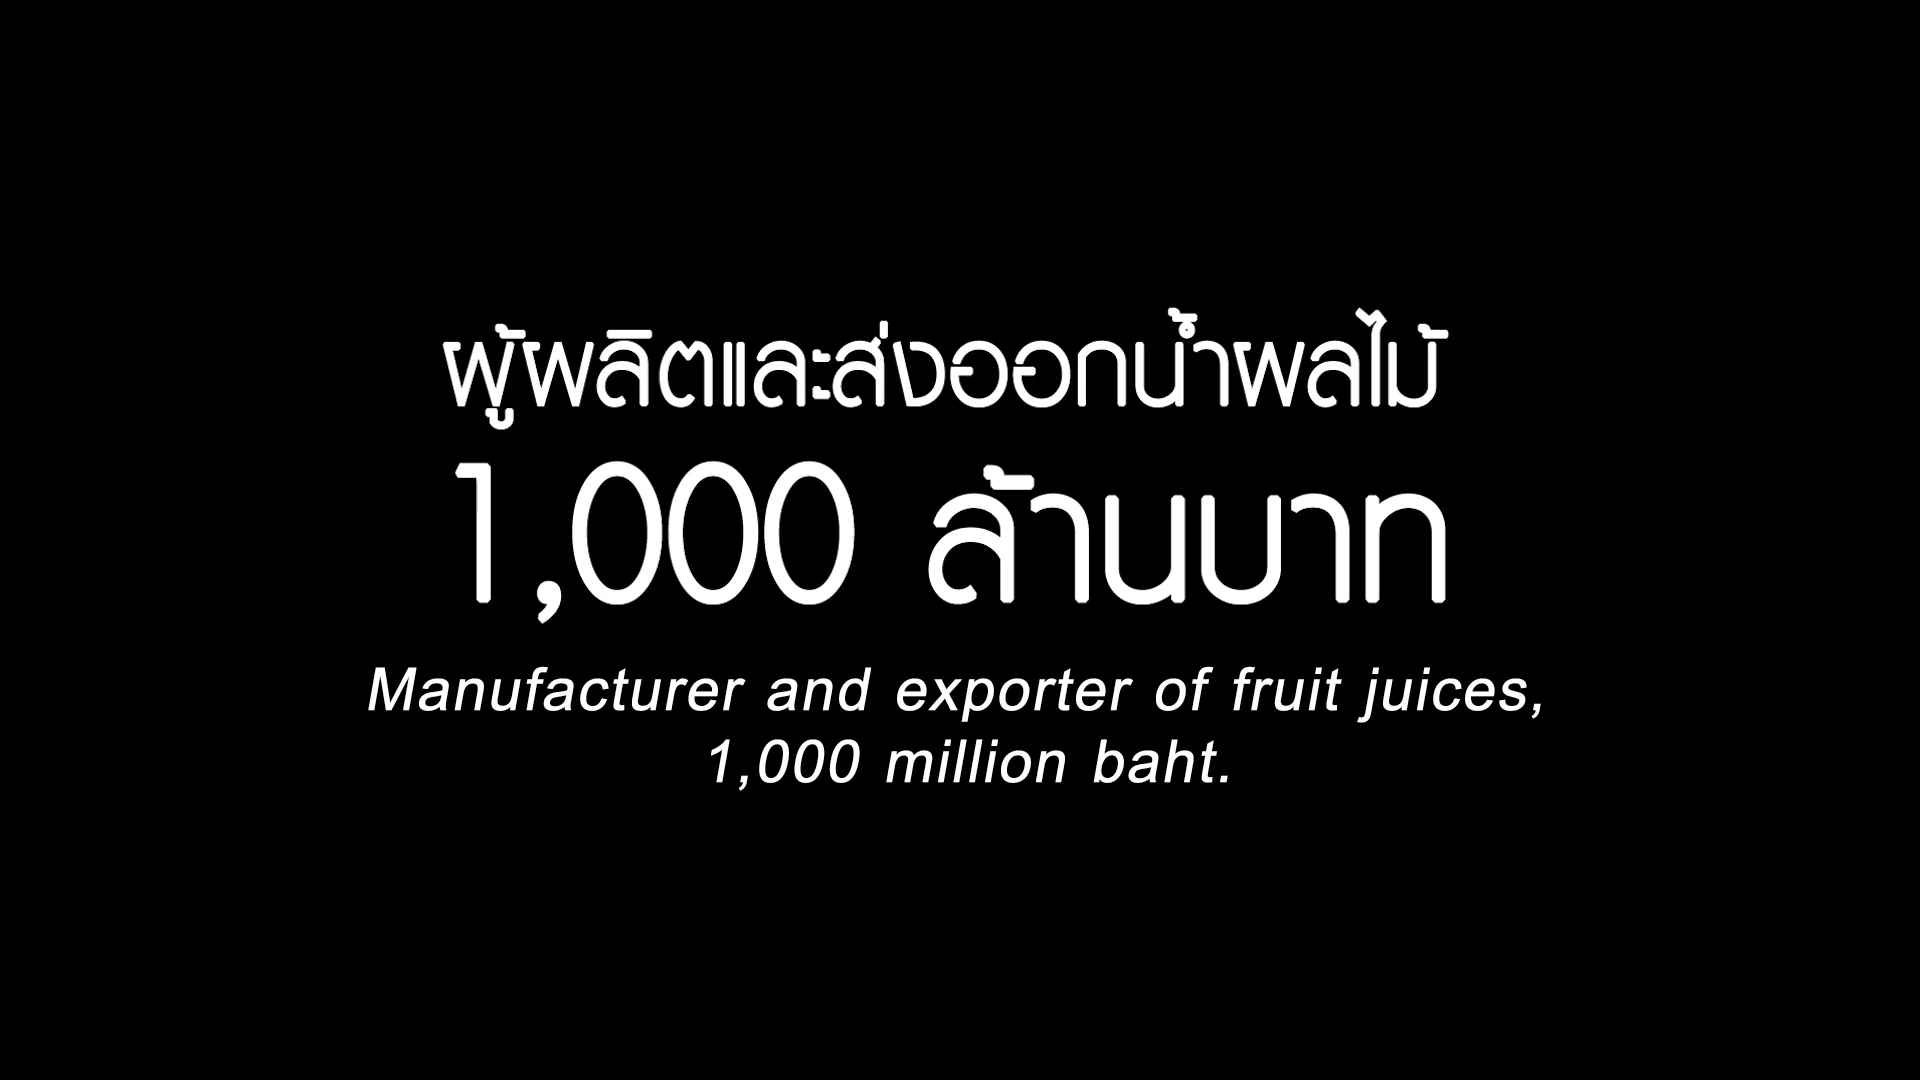 ผู้ผลิตและส่งออกน้ำผลไม้
1,000 ล้านบาท
Manufacturer and exporter of fruit juices,
1,000 million baht.